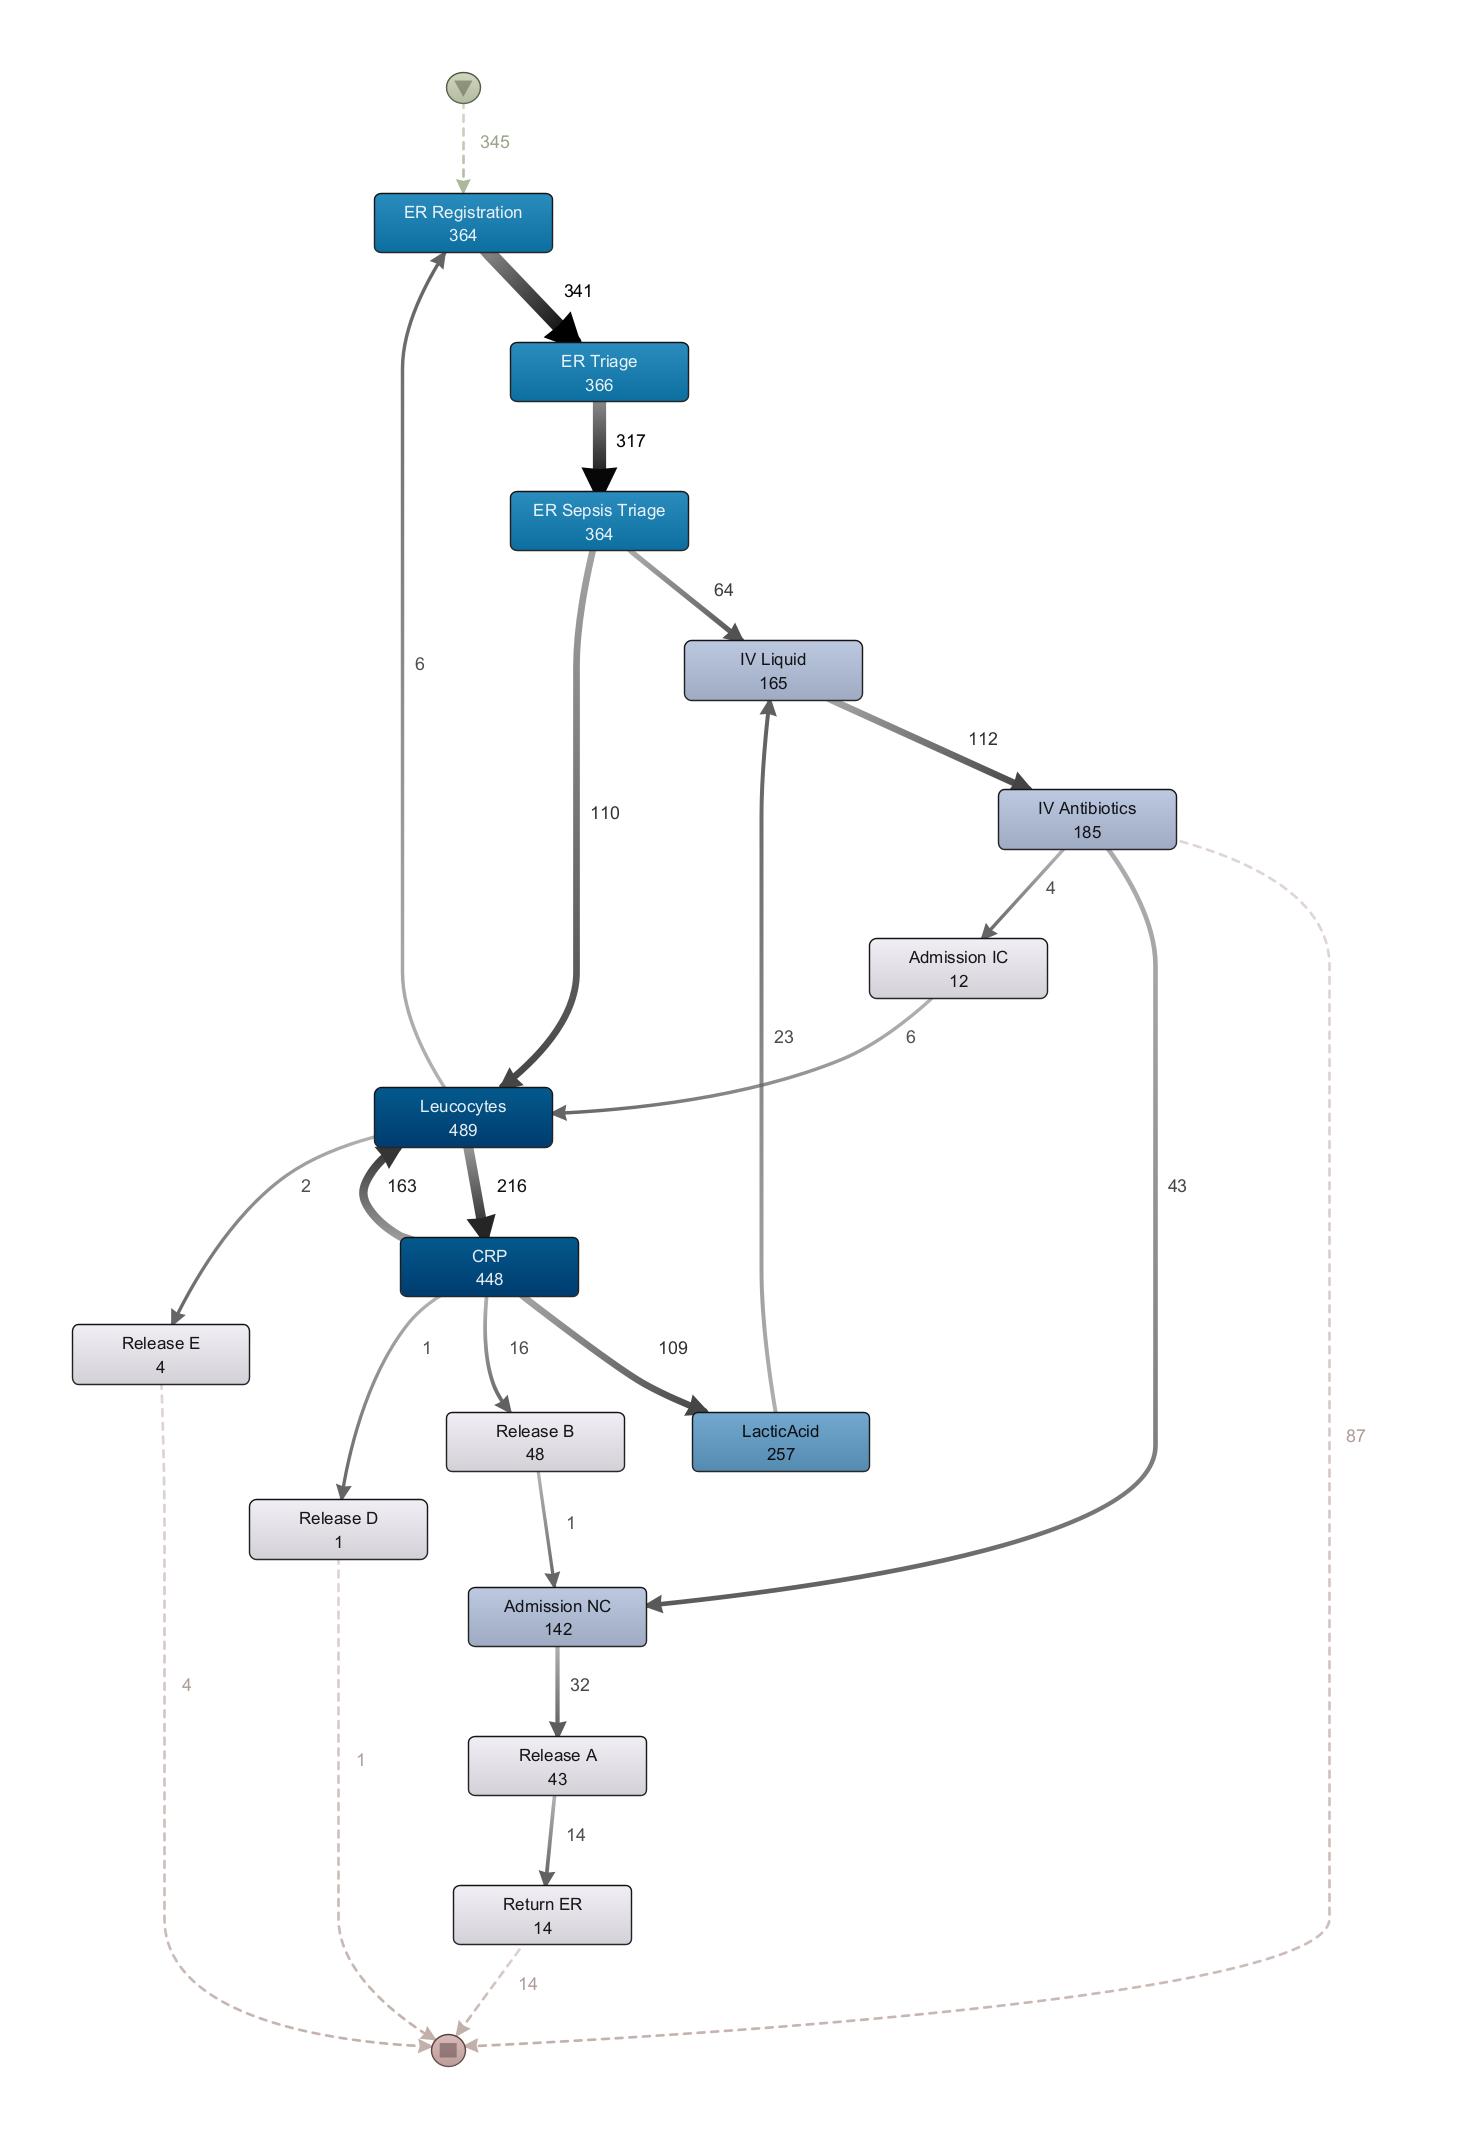 345
ER Registration
364
341
ER Triage
366
317
ER Sepsis Triage
364
64
IV Liquid
165
6
112
110
IV Antibiotics
185
4
Admission IC
12
23
6
Leucocytes
489
2
163
216
43
CRP
448
Release E
4
1
16
109
Release B
48
LacticAcid
257
87
Release D
1
1
Admission NC
142
4
32
1
Release A
43
14
Return ER
14
14